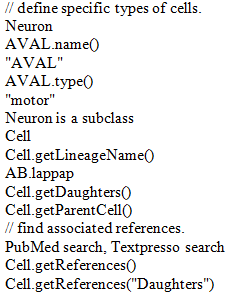 // define specific types of cells.
Neuron
AVAL.name()
"AVAL"
AVAL.type()
"motor"
Neuron is a subclass
Cell
Cell.getLineageName()
AB.lappap
Cell.getDaughters()
Cell.getParentCell()
// find associated references.
PubMed search, Textpresso search
Cell.getReferences()
Cell.getReferences("Daughters")